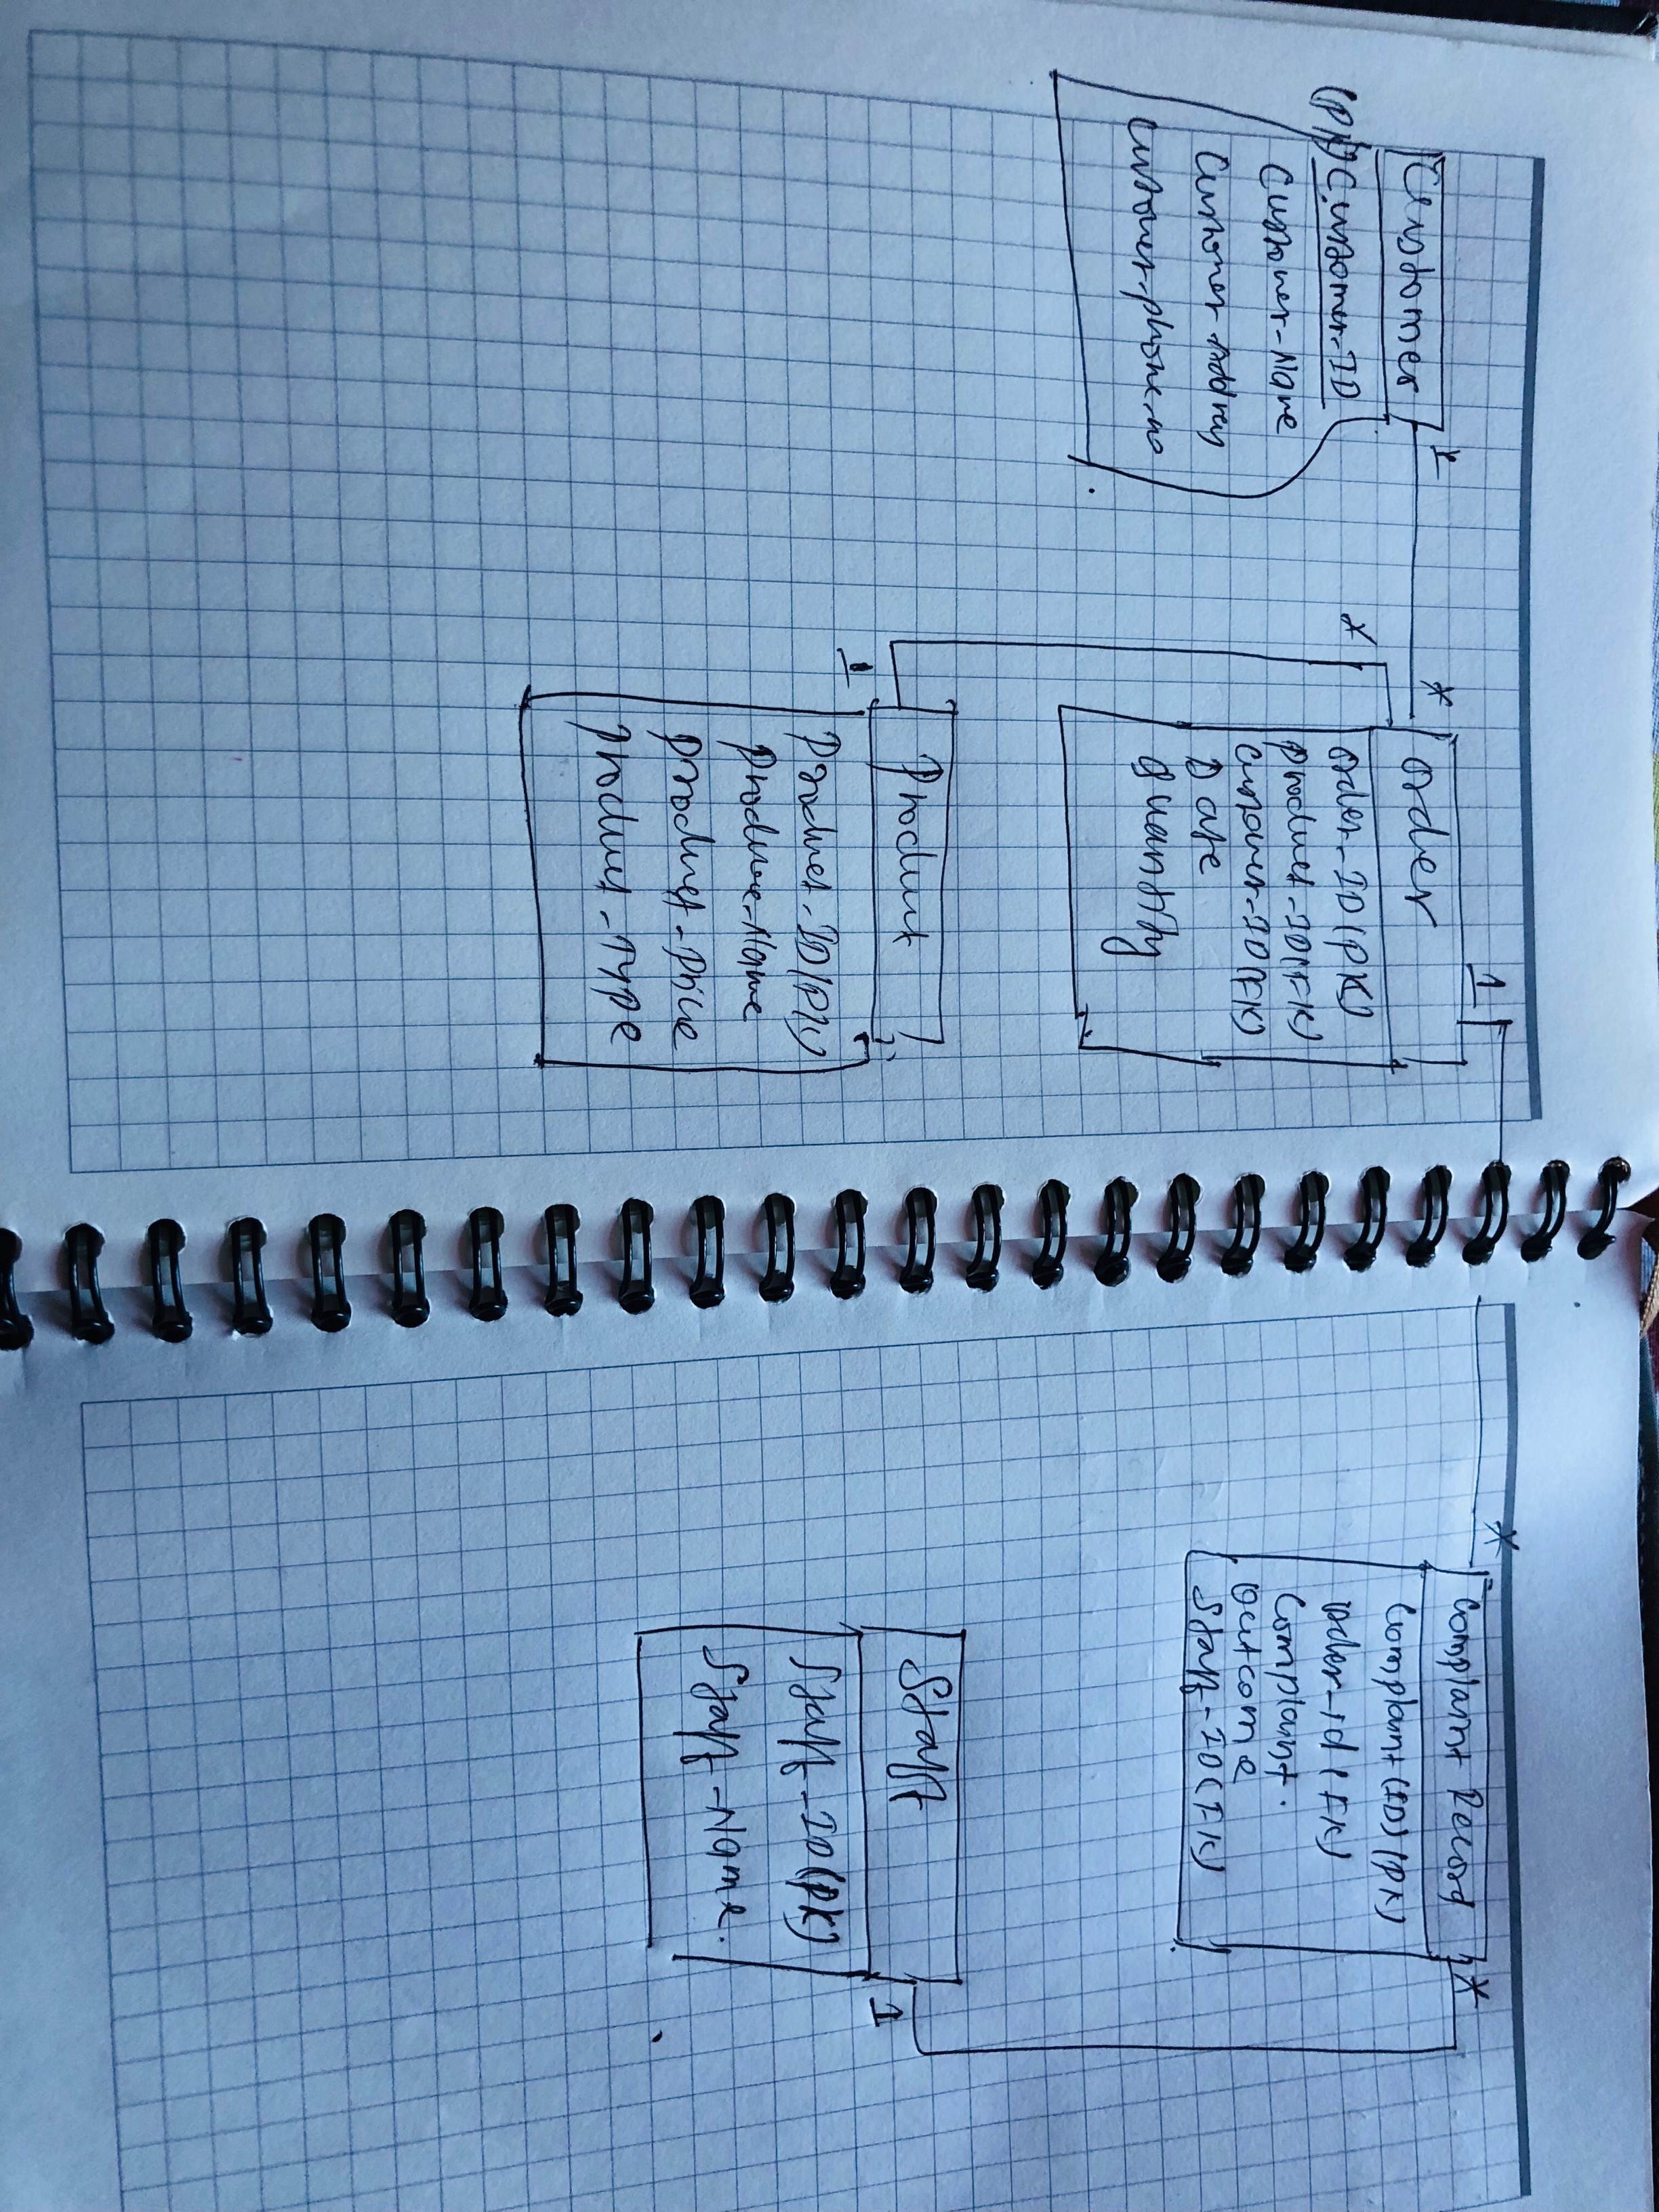 Customer
1
*
order
1
(PK) Customer-ID
Customer-Name
Customer-Address
customer-phone-no
*
order-ID(PK)
product-ID(FK)
customer-ID(FK)
Date
Quantity
Product
1
Product-ID(PK)
Product-Name
product-price
product-TYPE
*
Complaint Record
*
Complaint(ID)(PK)
order-id(FK)
Complaint.
outcome
Staff-ID(FK)
Staff
1
Staff-ID(PK)
Staff-Name.